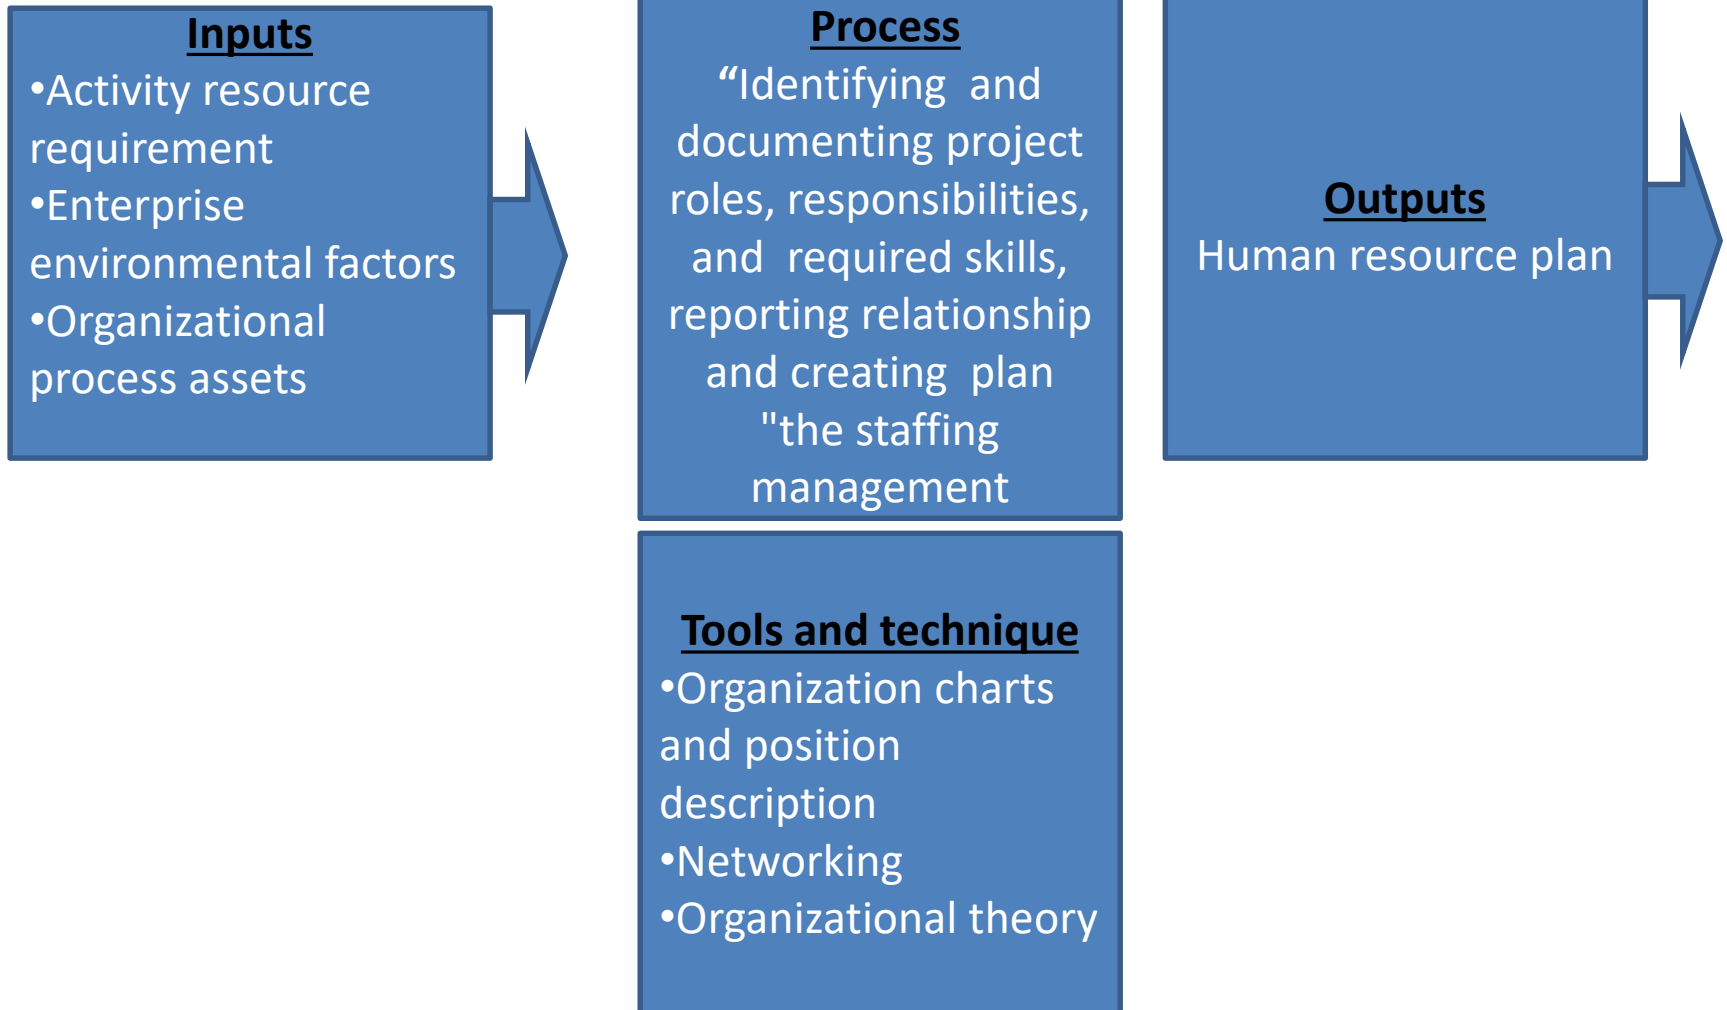 Inputs
•Activity resource
requirement
•Enterprise
environmental factors
•Organizational
process assets
Process
“Identifying and
documenting project
roles, responsibilities,
and required skills,
reporting relationship
and creating plan
"the staffing
management
Outputs
Human resource plan
Tools and technique
•Organization charts
and position
description
•Networking
•Organizational theory